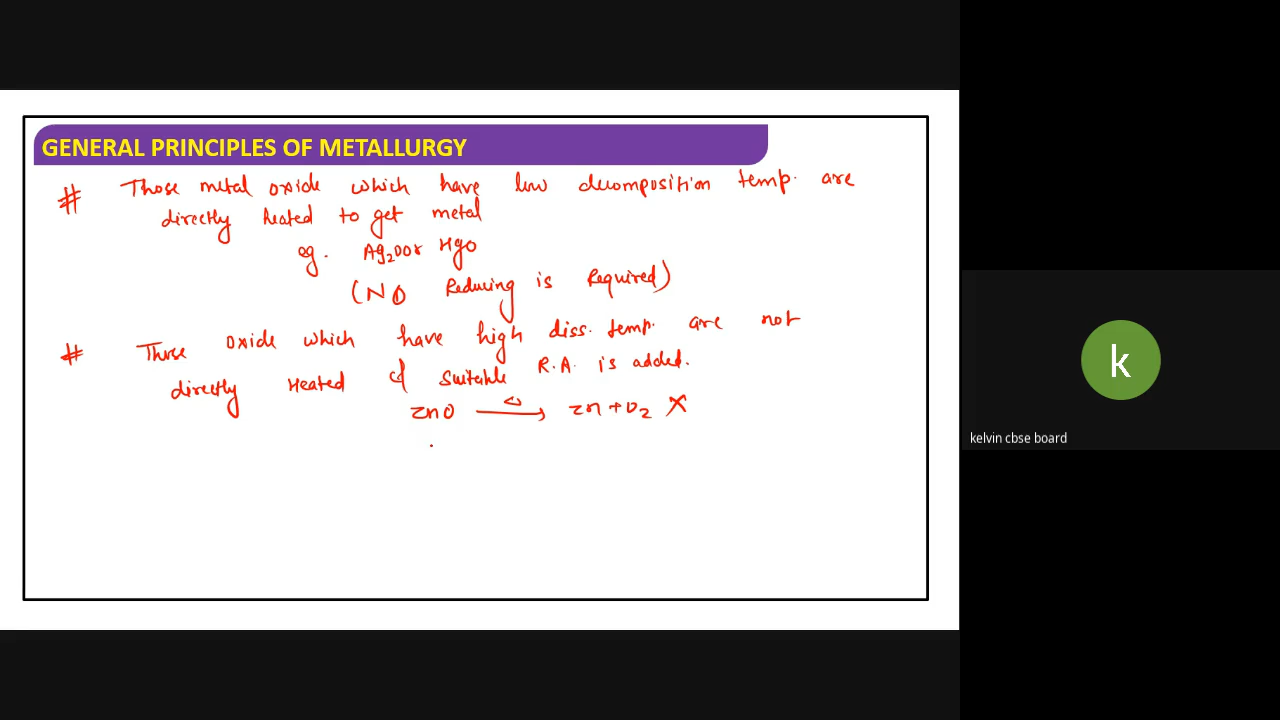 GENERAL PRINCIPLES OF METALLURGY
# Those metal oxide which have low decomposition temp. are
directly heated to get metal
eg. Ag₂O or HgO
(NO Reducing is Required)
# Those oxide which have high diss. temp. are not
directly Heated & Suitable R.A. is added.
ZnO —Δ→ Zn + O₂ X
k
kelvin cbse board